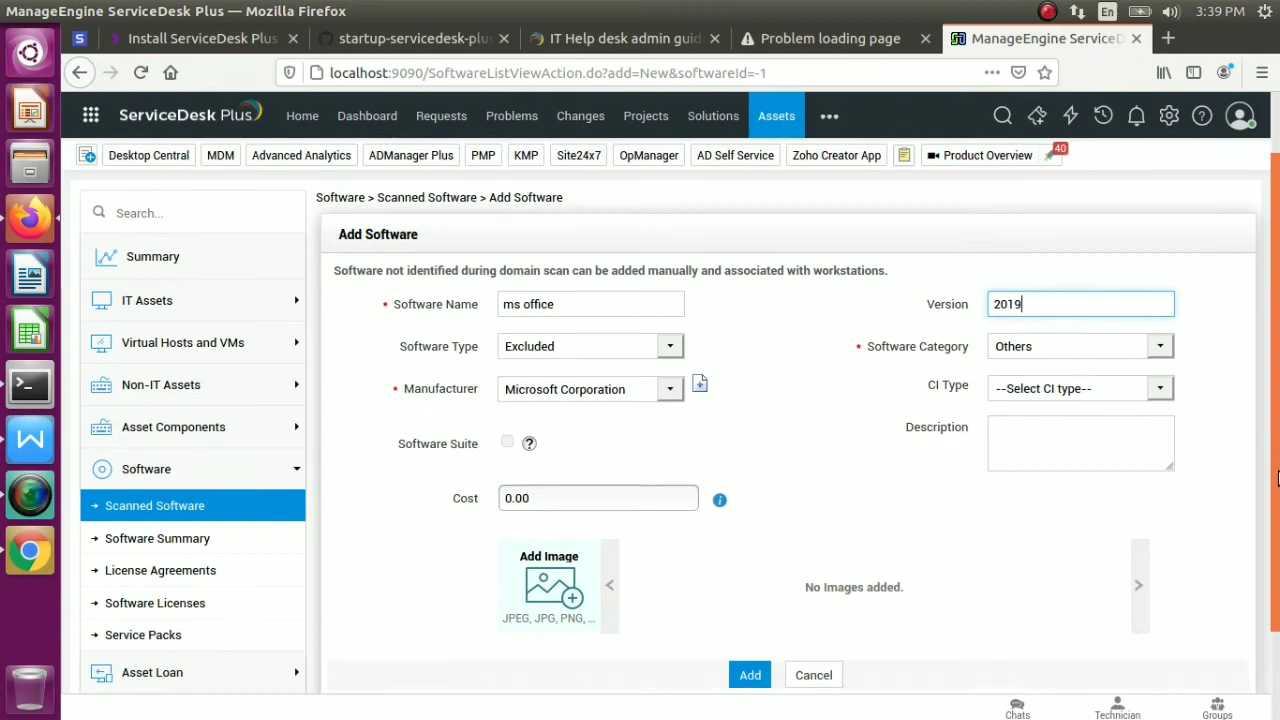 ManageEngine ServiceDesk Plus — Mozilla Firefox
En
3:39 PM
S
Install ServiceDesk Plus
startup-servicedesk-plus
IT Help desk admin guid
Problem loading page
ManageEngine ServiceD
localhost:9090/SoftwareListViewAction.do?add=New&softwareId=-1
ServiceDesk Plus
Home
Dashboard
Requests
Problems
Changes
Projects
Solutions
Assets
Desktop Central
MDM
Advanced Analytics
ADManager Plus
PMP
KMP
Site24x7
OpManager
AD Self Service
Zoho Creator App
Product Overview
40
Search...
Summary
IT Assets
Virtual Hosts and VMs
Non-IT Assets
Asset Components
Software
Scanned Software
Software Summary
License Agreements
Software Licenses
Service Packs
Asset Loan
Software > Scanned Software > Add Software
Add Software
Software not identified during domain scan can be added manually and associated with workstations.
* Software Name
ms office
Version
2019
Software Type
Excluded
* Software Category
Others
* Manufacturer
Microsoft Corporation
CI Type
--Select CI type--
Description
Software Suite
?
Cost
0.00
i
Add Image
JPEG, JPG, PNG, ...
<
No Images added.
>
Add
Cancel
Chats
Technician
Groups